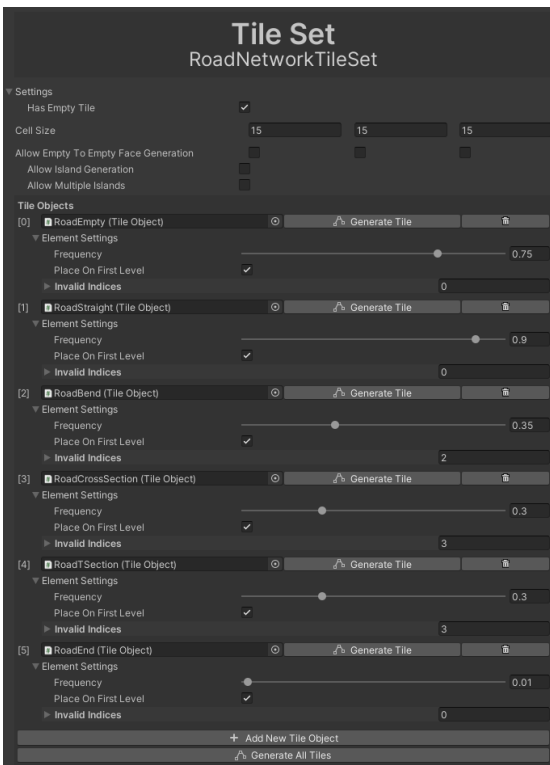 Tile Set
RoadNetworkTileSet
Settings
Has Empty Tile
Cell Size 15 15 15
Allow Empty To Empty Face Generation
Allow Island Generation
Allow Multiple Islands
Tile Objects
[0] RoadEmpty (Tile Object) Generate Tile
Element Settings
Frequency 0.75
Place On First Level
Invalid Indices 0
[1] RoadStraight (Tile Object) Generate Tile
Element Settings
Frequency 0.9
Place On First Level
Invalid Indices 0
[2] RoadBend (Tile Object) Generate Tile
Element Settings
Frequency 0.35
Place On First Level
Invalid Indices 2
[3] RoadCrossSection (Tile Object) Generate Tile
Element Settings
Frequency 0.3
Place On First Level
Invalid Indices 3
[4] RoadTSection (Tile Object) Generate Tile
Element Settings
Frequency 0.3
Place On First Level
Invalid Indices 3
[5] RoadEnd (Tile Object) Generate Tile
Element Settings
Frequency 0.01
Place On First Level
Invalid Indices 0
+ Add New Tile Object
Generate All Tiles